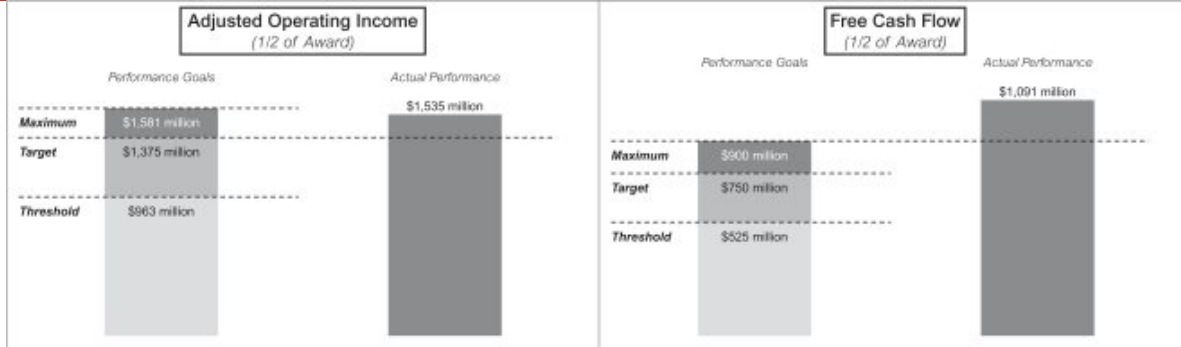 Adjusted Operating Income
(1/2 of Award)
Performance Goals
Actual Performance
$1,535 million
Maximum
$1,581 million
Target
$1,375 million
Threshold
$963 million
Free Cash Flow
(1/2 of Award)
Performance Goals
Actual Performance
$1,091 million
Maximum
$900 million
Target
$750 million
Threshold
$525 million